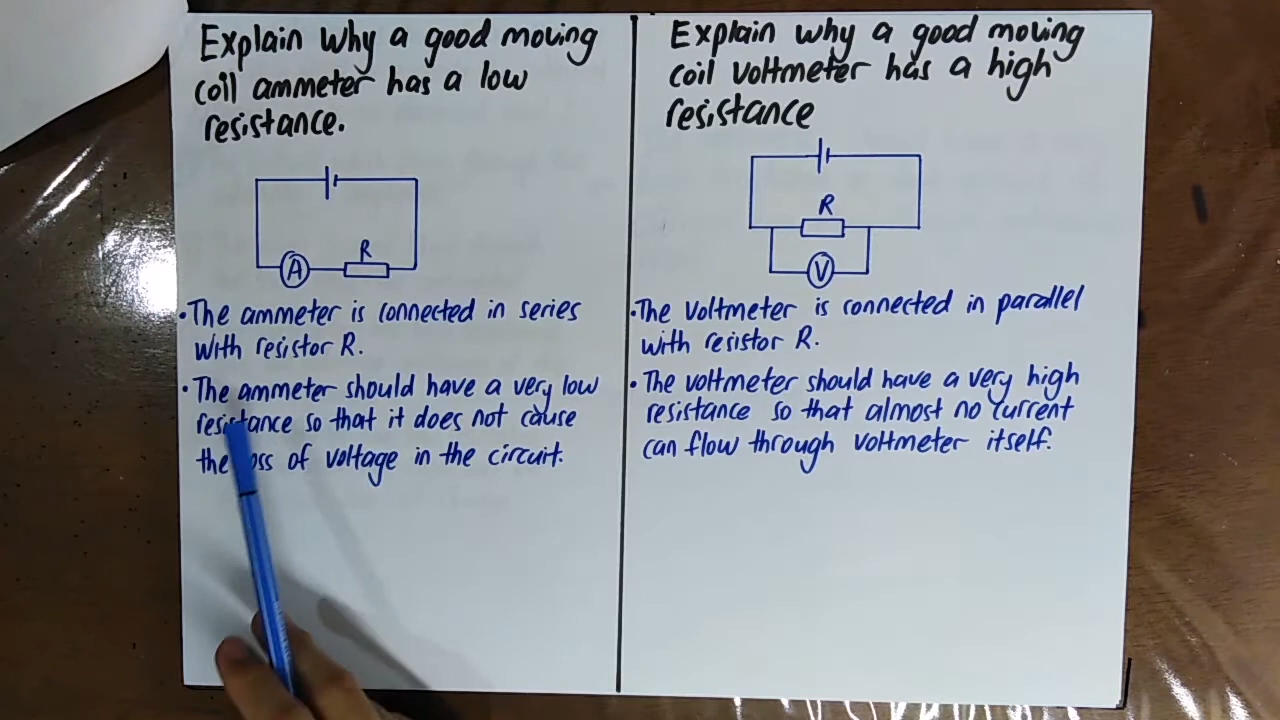 Explain why a good moving
coil ammeter has a low
resistance.
R
A
• The ammeter is connected in series
with resistor R.
• The ammeter should have a very low
resistance so that it does not cause
the loss of voltage in the circuit.
Explain why a good moving
coil voltmeter has a high
resistance
R
V
• The voltmeter is connected in parallel
with resistor R.
• The voltmeter should have a very high
resistance so that almost no current
can flow through voltmeter itself.